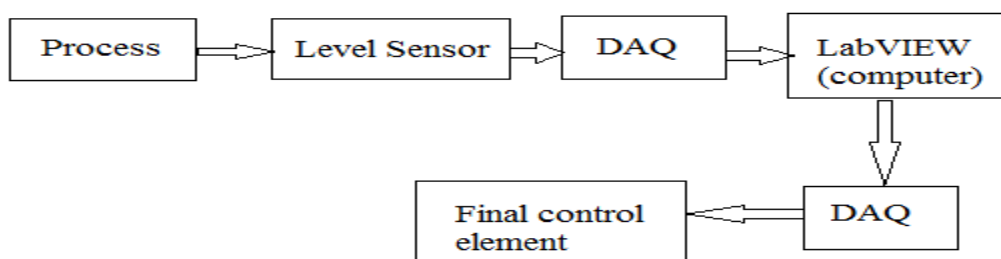 Process
Level Sensor
DAQ
LabVIEW
(computer)
DAQ
Final control
element